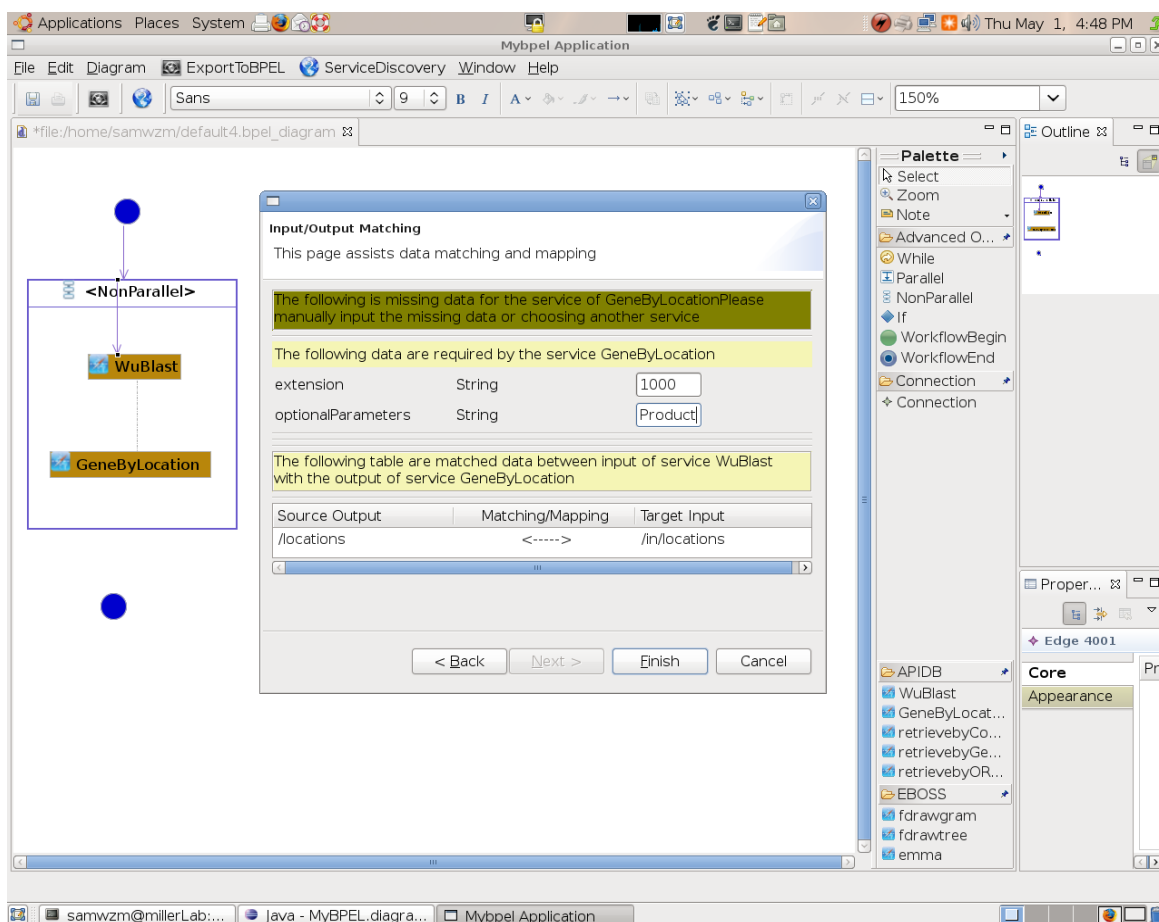 Applications Places System
Thu May 1, 4:48 PM
Mybpel Application
File Edit Diagram ExportToBPEL ServiceDiscovery Window Help
Sans 9 B I A 150%
*file:/home/samwzm/default4.bpel_diagram
Outline
Palette
Select
Zoom
Note
Advanced O...
While
Parallel
NonParallel
If
WorkflowBegin
WorkflowEnd
Connection
Connection
<NonParallel>
WuBlast
GeneByLocation
Input/Output Matching
This page assists data matching and mapping
The following is missing data for the service of GeneByLocationPlease
manually input the missing data or choosing another service
The following data are required by the service GeneByLocation
extension String 1000
optionalParameters String Product
The following table are matched data between input of service WuBlast
with the output of service GeneByLocation
Source Output Matching/Mapping Target Input
/locations <-----> /in/locations
< Back Next > Finish Cancel
APIDB
WuBlast
GeneByLocat...
retrievebyCo...
retrievebyGe...
retrievebyOR...
EBOSS
fdrawgram
fdrawtree
emma
Proper...
Edge 4001
Core
Appearance
Pr
samwzm@millerLab:... Java - MyBPEL.diagra... Mybpel Application